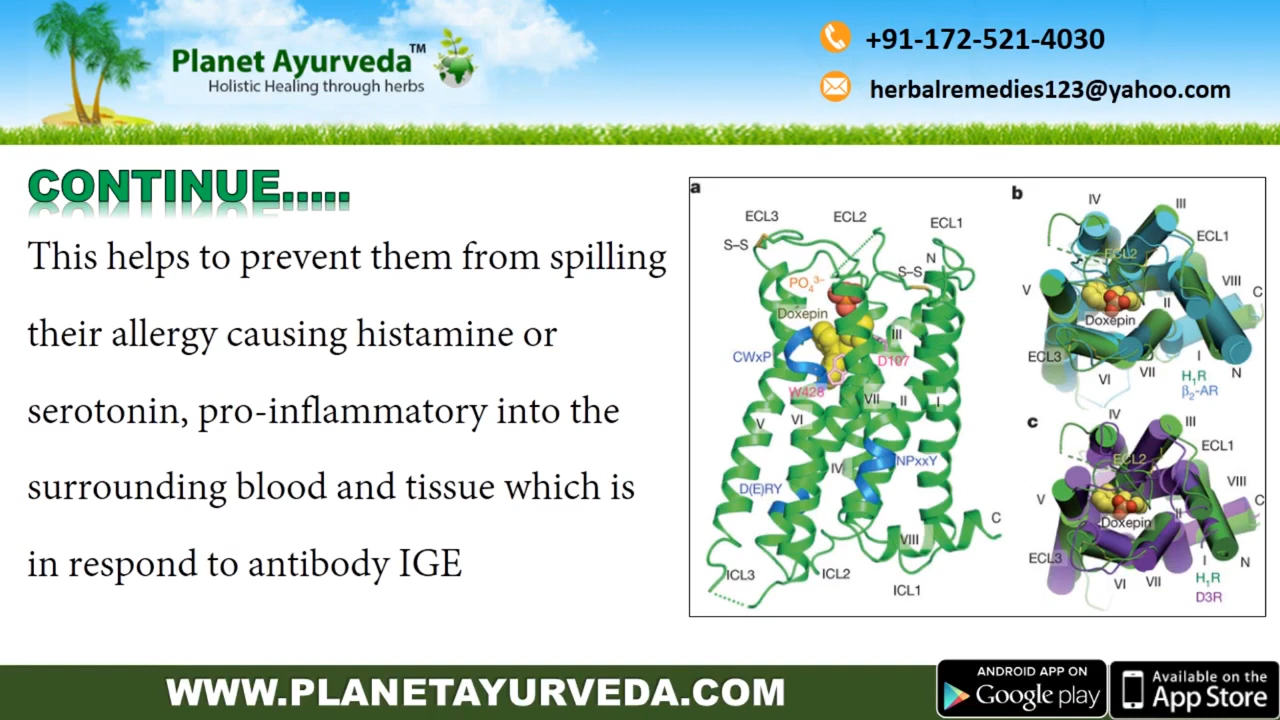 Planet Ayurveda™
Holistic Healing through herbs
+91-172-521-4030
herbalremedies123@yahoo.com
CONTINUE.....
This helps to prevent them from spilling
their allergy causing histamine or
serotonin, pro-inflammatory into the
surrounding blood and tissue which is
in respond to antibody IGE
a
ECL3
ECL2
ECL1
S–S
S–S
N
PO₄³⁻
Doxepin
III
CWxP
D107
W428
VII
II
I
V
VI
IV
NPxxY
D(E)RY
C
VIII
ICL3
ICL2
ICL1
b
IV
III
ECL1
ECL2
V
VIII
C
II
Doxepin
ECL3
VI
VII
I
N
H₁R
β₂-AR
c
IV
III
ECL1
ECL2
V
VIII
C
II
Doxepin
ECL3
VI
VII
I
N
H₁R
D3R
WWW.PLANETAYURVEDA.COM
ANDROID APP ON
Google play
Available on the
App Store